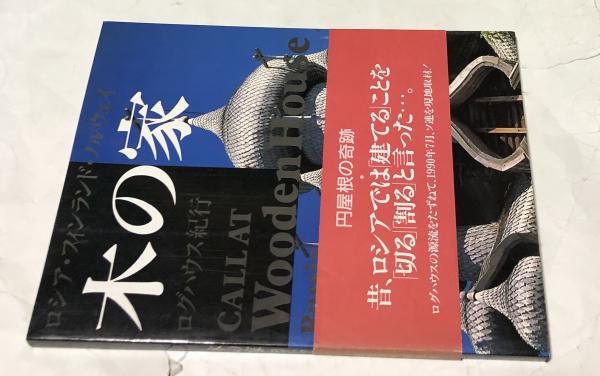 ロシア・フィンランド・ノルウェイ
木の家
ログハウス紀行
CALLAT
Wooden House
円屋根の奇跡
昔、ロシアでは「建てる」ことを
「切る」「割る」と言った…。
ログハウスの源流をたずねて、1990年7月、ソ連を現地取材!